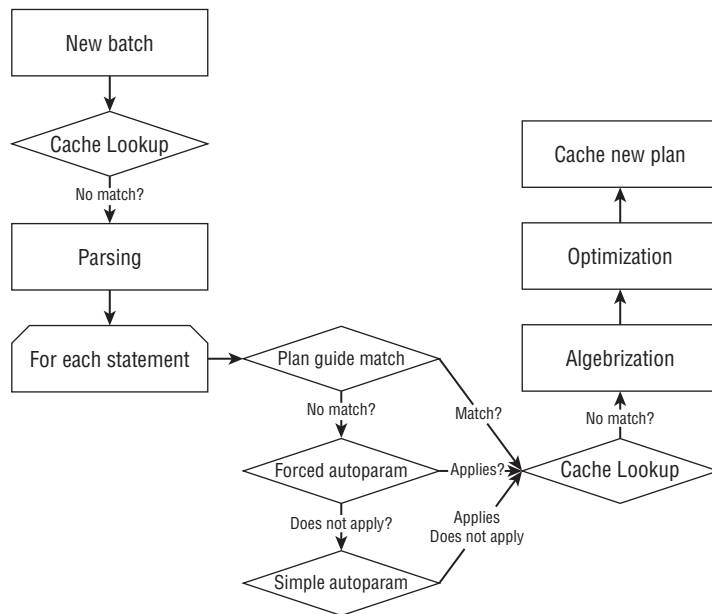 New batch
Cache Lookup
No match?
Parsing
For each statement
Plan guide match
No match?
Match?
Forced autoparam
Applies?
Does not apply?
Applies
Does not apply
Simple autoparam
Cache new plan
Optimization
Algebrization
No match?
Cache Lookup